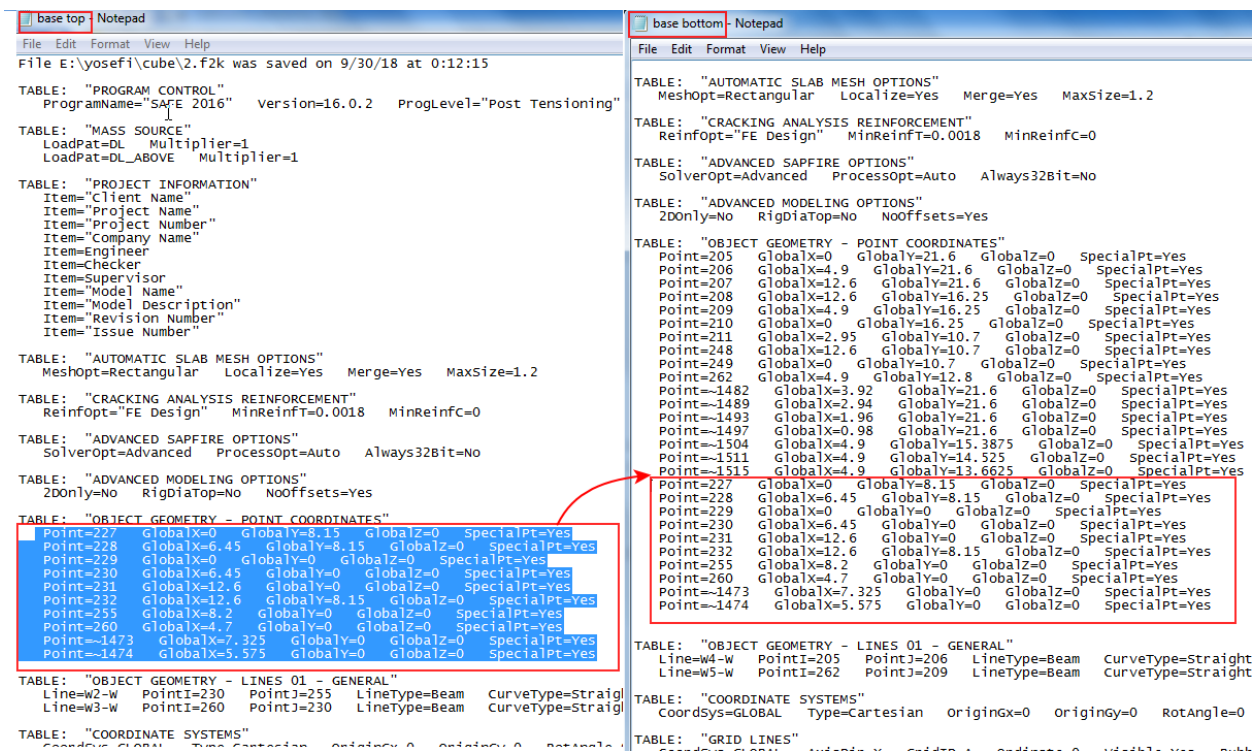 base top - Notepad
File Edit Format View Help
File E:\yosefi\cube\2.f2k was saved on 9/30/18 at 0:12:15
TABLE: "PROGRAM CONTROL"
ProgramName="SAFE 2016" Version=16.0.2 ProgLevel="Post Tensioning"
TABLE: "MASS SOURCE"
LoadPat=DL Multiplier=1
LoadPat=DL_ABOVE Multiplier=1
TABLE: "PROJECT INFORMATION"
Item="Client Name"
Item="Project Name"
Item="Project Number"
Item="Company Name"
Item=Engineer
Item=Checker
Item=Supervisor
Item="Model Name"
Item="Model Description"
Item="Revision Number"
Item="Issue Number"
TABLE: "AUTOMATIC SLAB MESH OPTIONS"
MeshOpt=Rectangular Localize=Yes Merge=Yes MaxSize=1.2
TABLE: "CRACKING ANALYSIS REINFORCEMENT"
ReinfOpt="FE Design" MinReinfT=0.0018 MinReinfC=0
TABLE: "ADVANCED SAPFIRE OPTIONS"
SolverOpt=Advanced ProcessOpt=Auto Always32Bit=No
TABLE: "ADVANCED MODELING OPTIONS"
2DOnly=No RigDiaTop=No NoOffsets=Yes
TABLE: "OBJECT GEOMETRY - POINT COORDINATES"
Point=227 GlobalX=0 GlobalY=8.15 GlobalZ=0 SpecialPt=Yes
Point=228 GlobalX=6.45 GlobalY=8.15 GlobalZ=0 SpecialPt=Yes
Point=229 GlobalX=0 GlobalY=0 GlobalZ=0 SpecialPt=Yes
Point=230 GlobalX=6.45 GlobalY=0 GlobalZ=0 SpecialPt=Yes
Point=231 GlobalX=12.6 GlobalY=0 GlobalZ=0 SpecialPt=Yes
Point=232 GlobalX=12.6 GlobalY=8.15 GlobalZ=0 SpecialPt=Yes
Point=255 GlobalX=8.2 GlobalY=0 GlobalZ=0 SpecialPt=Yes
Point=260 GlobalX=4.7 GlobalY=0 GlobalZ=0 SpecialPt=Yes
Point=~1473 GlobalX=7.325 GlobalY=0 GlobalZ=0 SpecialPt=Yes
Point=~1474 GlobalX=5.575 GlobalY=0 GlobalZ=0 SpecialPt=Yes
TABLE: "OBJECT GEOMETRY - LINES 01 - GENERAL"
Line=W2-W PointI=230 PointJ=255 LineType=Beam CurveType=Straigh
Line=W3-W PointI=260 PointJ=230 LineType=Beam CurveType=Straigh
TABLE: "COORDINATE SYSTEMS"
base bottom - Notepad
File Edit Format View Help
TABLE: "AUTOMATIC SLAB MESH OPTIONS"
MeshOpt=Rectangular Localize=Yes Merge=Yes MaxSize=1.2
TABLE: "CRACKING ANALYSIS REINFORCEMENT"
ReinfOpt="FE Design" MinReinfT=0.0018 MinReinfC=0
TABLE: "ADVANCED SAPFIRE OPTIONS"
SolverOpt=Advanced ProcessOpt=Auto Always32Bit=No
TABLE: "ADVANCED MODELING OPTIONS"
2DOnly=No RigDiaTop=No NoOffsets=Yes
TABLE: "OBJECT GEOMETRY - POINT COORDINATES"
Point=205 GlobalX=0 GlobalY=21.6 GlobalZ=0 SpecialPt=Yes
Point=206 GlobalX=4.9 GlobalY=21.6 GlobalZ=0 SpecialPt=Yes
Point=207 GlobalX=12.6 GlobalY=21.6 GlobalZ=0 SpecialPt=Yes
Point=208 GlobalX=12.6 GlobalY=16.25 GlobalZ=0 SpecialPt=Yes
Point=209 GlobalX=4.9 GlobalY=16.25 GlobalZ=0 SpecialPt=Yes
Point=210 GlobalX=0 GlobalY=16.25 GlobalZ=0 SpecialPt=Yes
Point=211 GlobalX=2.95 GlobalY=10.7 GlobalZ=0 SpecialPt=Yes
Point=248 GlobalX=12.6 GlobalY=10.7 GlobalZ=0 SpecialPt=Yes
Point=249 GlobalX=0 GlobalY=10.7 GlobalZ=0 SpecialPt=Yes
Point=262 GlobalX=4.9 GlobalY=12.8 GlobalZ=0 SpecialPt=Yes
Point=~1482 GlobalX=3.92 GlobalY=21.6 GlobalZ=0 SpecialPt=Yes
Point=~1489 GlobalX=2.94 GlobalY=21.6 GlobalZ=0 SpecialPt=Yes
Point=~1493 GlobalX=1.96 GlobalY=21.6 GlobalZ=0 SpecialPt=Yes
Point=~1497 GlobalX=0.98 GlobalY=21.6 GlobalZ=0 SpecialPt=Yes
Point=~1504 GlobalX=4.9 GlobalY=15.3875 GlobalZ=0 SpecialPt=Yes
Point=~1511 GlobalX=4.9 GlobalY=14.525 GlobalZ=0 SpecialPt=Yes
Point=~1515 GlobalX=4.9 GlobalY=13.6625 GlobalZ=0 SpecialPt=Yes
Point=227 GlobalX=0 GlobalY=8.15 GlobalZ=0 SpecialPt=Yes
Point=228 GlobalX=6.45 GlobalY=8.15 GlobalZ=0 SpecialPt=Yes
Point=229 GlobalX=0 GlobalY=0 GlobalZ=0 SpecialPt=Yes
Point=230 GlobalX=6.45 GlobalY=0 GlobalZ=0 SpecialPt=Yes
Point=231 GlobalX=12.6 GlobalY=0 GlobalZ=0 SpecialPt=Yes
Point=232 GlobalX=12.6 GlobalY=8.15 GlobalZ=0 SpecialPt=Yes
Point=255 GlobalX=8.2 GlobalY=0 GlobalZ=0 SpecialPt=Yes
Point=260 GlobalX=4.7 GlobalY=0 GlobalZ=0 SpecialPt=Yes
Point=~1473 GlobalX=7.325 GlobalY=0 GlobalZ=0 SpecialPt=Yes
Point=~1474 GlobalX=5.575 GlobalY=0 GlobalZ=0 SpecialPt=Yes
TABLE: "OBJECT GEOMETRY - LINES 01 - GENERAL"
Line=W4-W PointI=205 PointJ=206 LineType=Beam CurveType=Straight
Line=W5-W PointI=262 PointJ=209 LineType=Beam CurveType=Straight
TABLE: "COORDINATE SYSTEMS"
CoordSys=GLOBAL Type=Cartesian OriginGx=0 OriginGy=0 RotAngle=0
TABLE: "GRID LINES"